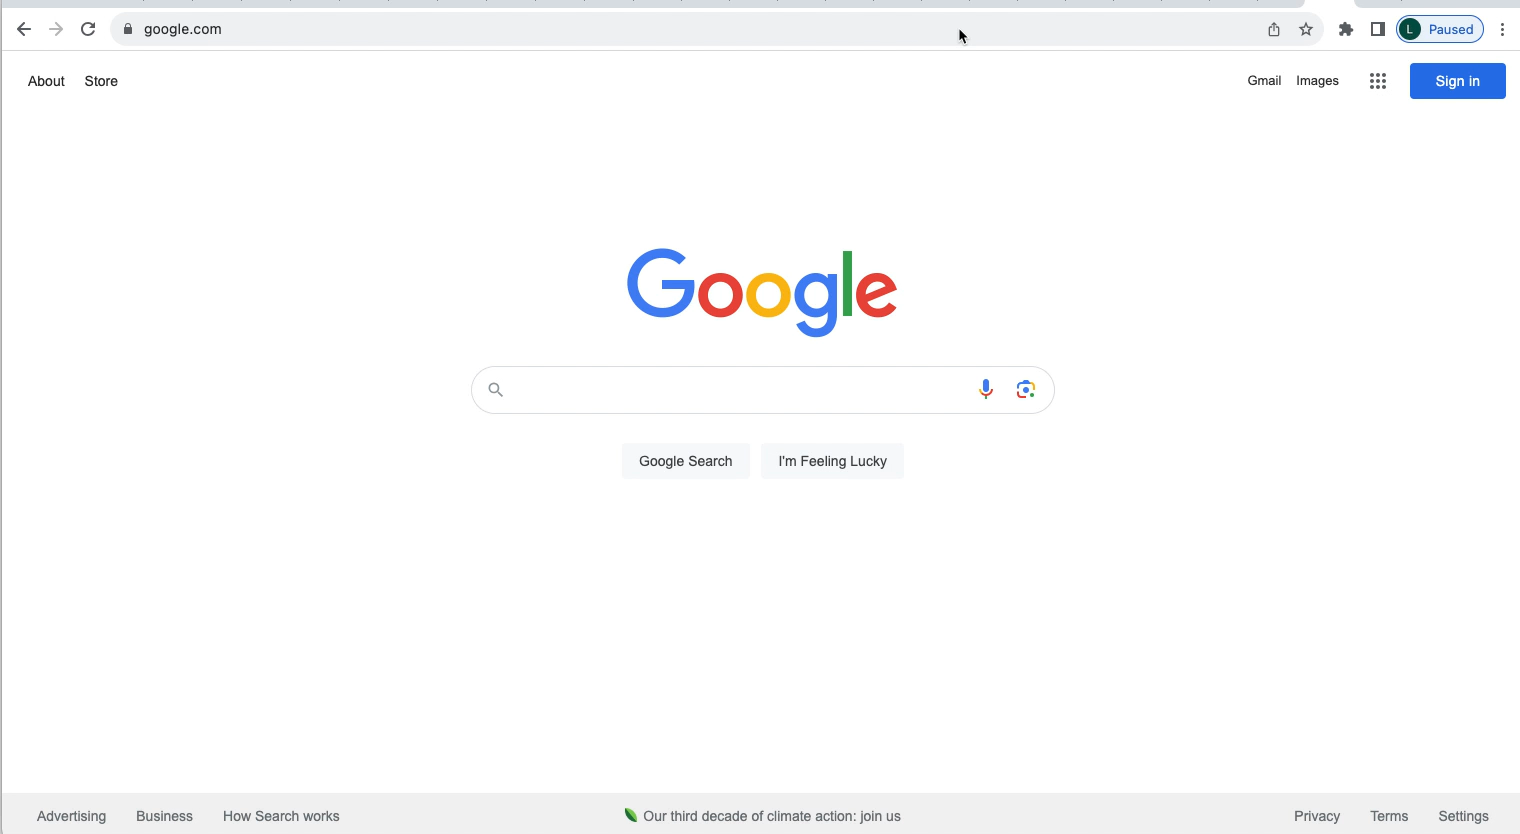 google.com
L Paused
About Store
Gmail Images Sign in
Google
Google Search I'm Feeling Lucky
Advertising Business How Search works
Our third decade of climate action: join us
Privacy Terms Settings